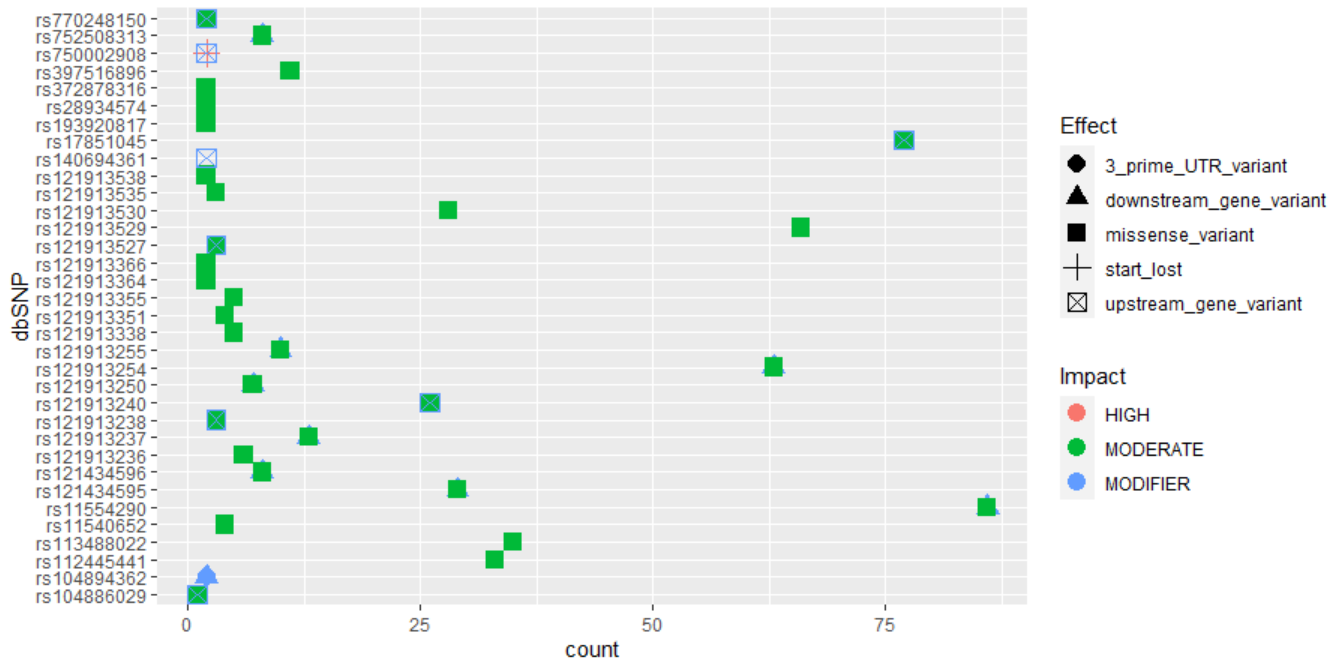 rs770248150
rs752508313
rs750002908
rs397516896
rs372878316
rs28934574
rs193920817
rs17851045
rs140694361
rs121913538
rs121913535
rs121913530
rs121913529
rs121913527
rs121913366
rs121913364
rs121913355
rs121913351
rs121913338
rs121913255
rs121913254
rs121913250
rs121913240
rs121913238
rs121913237
rs121913236
rs121434596
rs121434595
rs11554290
rs11540652
rs113488022
rs112445441
rs104894362
rs104886029
dbSNP
0 25 50 75
count
Effect
3_prime_UTR_variant
downstream_gene_variant
missense_variant
start_lost
upstream_gene_variant
Impact
HIGH
MODERATE
MODIFIER